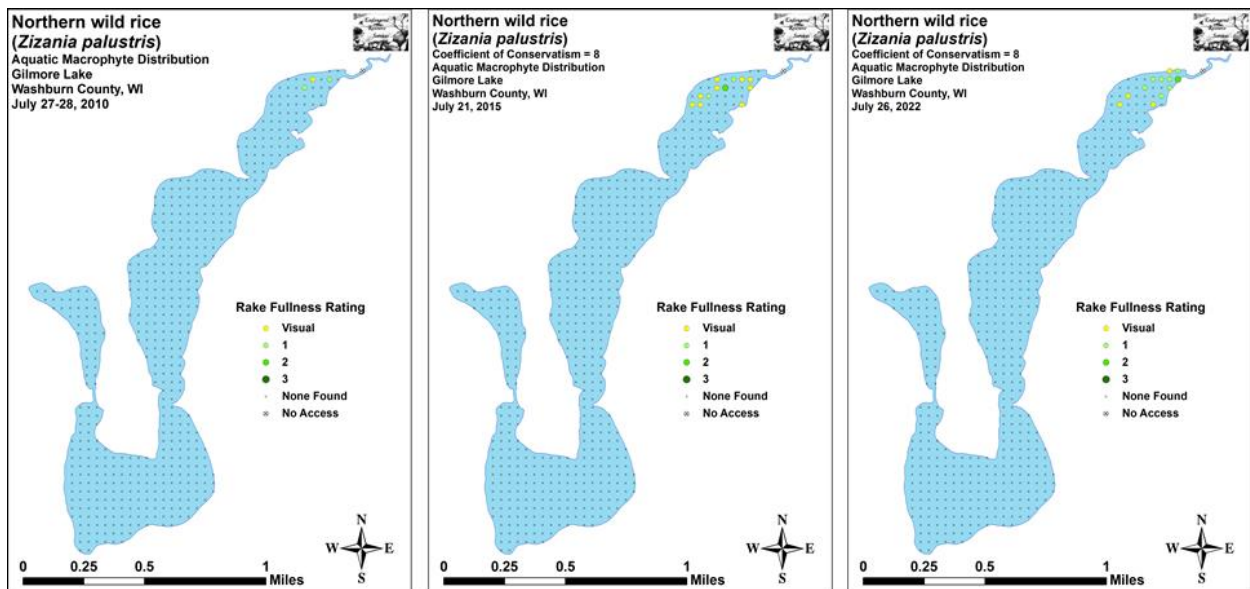 Northern wild rice
(Zizania palustris)
Aquatic Macrophyte Distribution
Gilmore Lake
Washburn County, WI
July 27-28, 2010
Rake Fullness Rating
Visual
1
2
3
None Found
No Access
N
W E
S
0 0.25 0.5 1
Miles
Northern wild rice
(Zizania palustris)
Coefficient of Conservatism = 8
Aquatic Macrophyte Distribution
Gilmore Lake
Washburn County, WI
July 21, 2015
Rake Fullness Rating
Visual
1
2
3
None Found
No Access
N
W E
S
0 0.25 0.5 1
Miles
Northern wild rice
(Zizania palustris)
Coefficient of Conservatism = 8
Aquatic Macrophyte Distribution
Gilmore Lake
Washburn County, WI
July 26, 2022
Rake Fullness Rating
Visual
1
2
3
None Found
No Access
N
W E
S
0 0.25 0.5 1
Miles